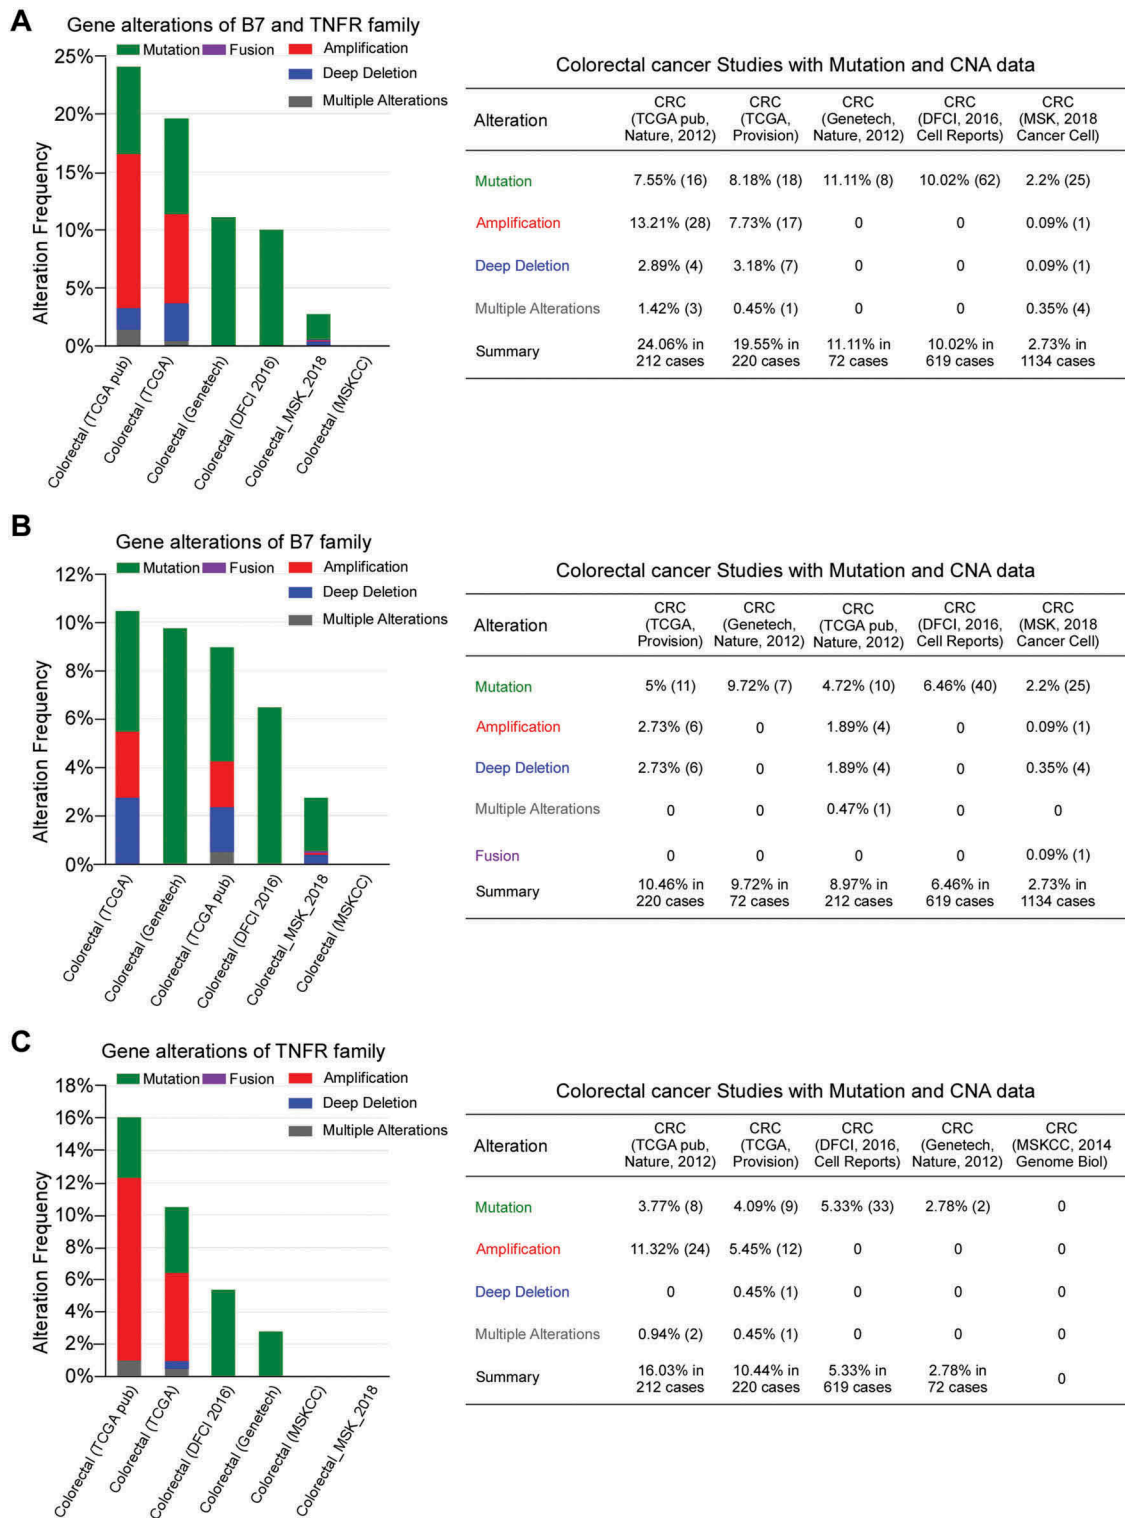 A
Gene alterations of B7 and TNFR family
Mutation Fusion Amplification
Deep Deletion
Multiple Alterations
25%
20%
15%
10%
5%
0%
Alteration Frequency
Colorectal (TCGA pub)
Colorectal (TCGA)
Colorectal (Genetech)
Colorectal (DFCI 2016)
Colorectal_MSK_2018
Colorectal (MSKCC)
Colorectal cancer Studies with Mutation and CNA data
Alteration
CRC (TCGA pub, Nature, 2012)
CRC (TCGA, Provision)
CRC (Genetech, Nature, 2012)
CRC (DFCI, 2016, Cell Reports)
CRC (MSK, 2018 Cancer Cell)
Mutation 7.55% (16) 8.18% (18) 11.11% (8) 10.02% (62) 2.2% (25)
Amplification 13.21% (28) 7.73% (17) 0 0 0.09% (1)
Deep Deletion 2.89% (4) 3.18% (7) 0 0 0.09% (1)
Multiple Alterations 1.42% (3) 0.45% (1) 0 0 0.35% (4)
Summary 24.06% in 212 cases 19.55% in 220 cases 11.11% in 72 cases 10.02% in 619 cases 2.73% in 1134 cases
B
Gene alterations of B7 family
Mutation Fusion Amplification
Deep Deletion
Multiple Alterations
12%
10%
8%
6%
4%
2%
0%
Alteration Frequency
Colorectal (TCGA)
Colorectal (Genetech)
Colorectal (TCGA pub)
Colorectal (DFCI 2016)
Colorectal_MSK_2018
Colorectal (MSKCC)
Colorectal cancer Studies with Mutation and CNA data
Alteration
CRC (TCGA, Provision)
CRC (Genetech, Nature, 2012)
CRC (TCGA pub, Nature, 2012)
CRC (DFCI, 2016, Cell Reports)
CRC (MSK, 2018 Cancer Cell)
Mutation 5% (11) 9.72% (7) 4.72% (10) 6.46% (40) 2.2% (25)
Amplification 2.73% (6) 0 1.89% (4) 0 0.09% (1)
Deep Deletion 2.73% (6) 0 1.89% (4) 0 0.35% (4)
Multiple Alterations 0 0 0.47% (1) 0 0
Fusion 0 0 0 0 0.09% (1)
Summary 10.46% in 220 cases 9.72% in 72 cases 8.97% in 212 cases 6.46% in 619 cases 2.73% in 1134 cases
C
Gene alterations of TNFR family
Mutation Fusion Amplification
Deep Deletion
Multiple Alterations
18%
16%
14%
12%
10%
8%
6%
4%
2%
0%
Alteration Frequency
Colorectal (TCGA pub)
Colorectal (TCGA)
Colorectal (DFCI 2016)
Colorectal (Genetech)
Colorectal (MSKCC)
Colorectal_MSK_2018
Colorectal cancer Studies with Mutation and CNA data
Alteration
CRC (TCGA pub, Nature, 2012)
CRC (TCGA, Provision)
CRC (DFCI, 2016, Cell Reports)
CRC (Genetech, Nature, 2012)
CRC (MSKCC, 2014 Genome Biol)
Mutation 3.77% (8) 4.09% (9) 5.33% (33) 2.78% (2) 0
Amplification 11.32% (24) 5.45% (12) 0 0 0
Deep Deletion 0 0.45% (1) 0 0 0
Multiple Alterations 0.94% (2) 0.45% (1) 0 0 0
Summary 16.03% in 212 cases 10.44% in 220 cases 5.33% in 619 cases 2.78% in 72 cases 0